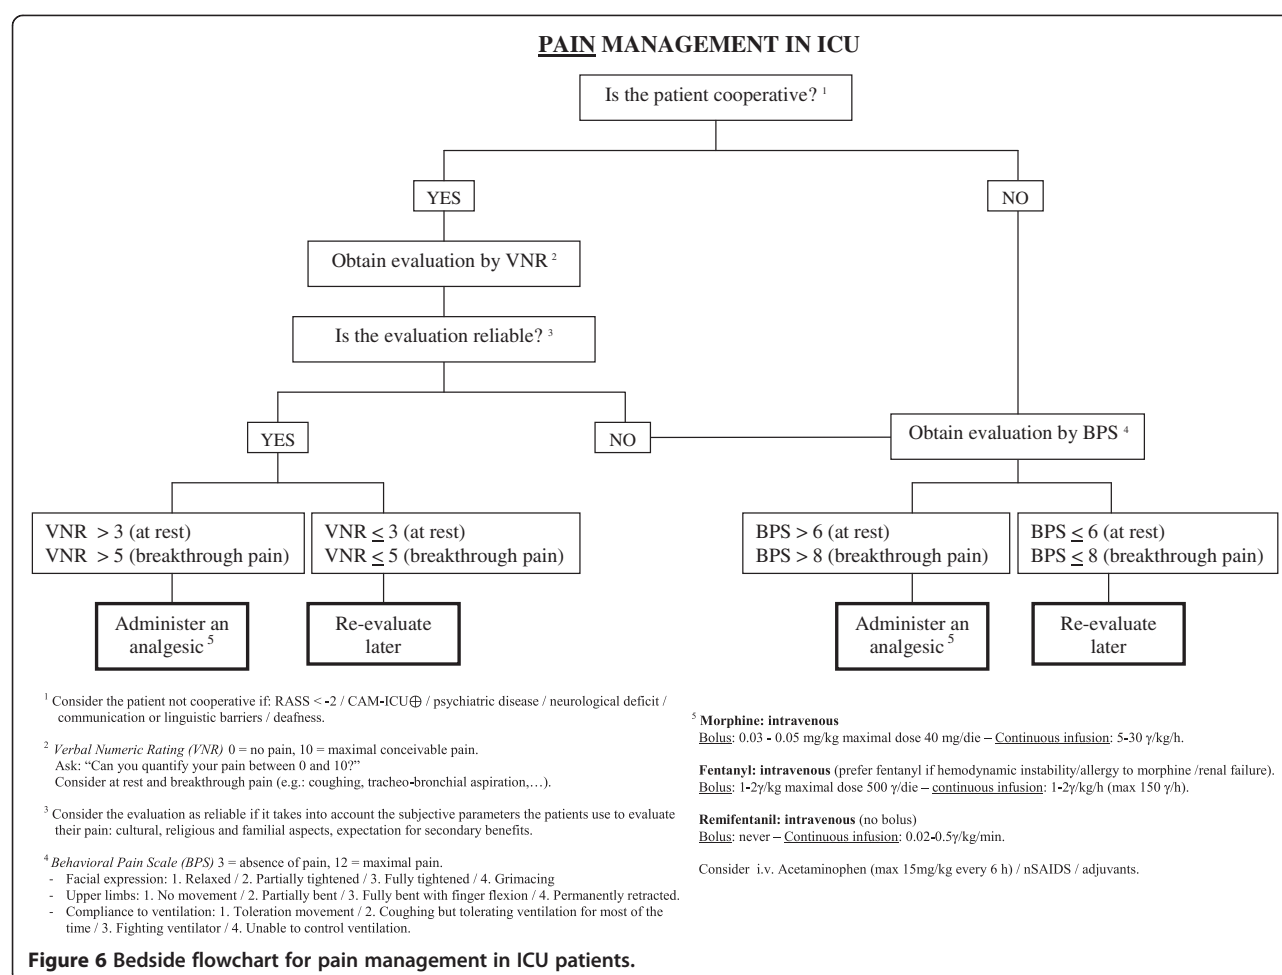 PAIN MANAGEMENT IN ICU
Is the patient cooperative? 1
YES
NO
Obtain evaluation by VNR 2
Is the evaluation reliable? 3
YES
NO
Obtain evaluation by BPS 4
VNR > 3 (at rest)
VNR > 5 (breakthrough pain)
VNR ≤ 3 (at rest)
VNR ≤ 5 (breakthrough pain)
BPS > 6 (at rest)
BPS > 8 (breakthrough pain)
BPS ≤ 6 (at rest)
BPS ≤ 8 (breakthrough pain)
Administer an
analgesic 5
Re-evaluate
later
Administer an
analgesic 5
Re-evaluate
later
1 Consider the patient not cooperative if: RASS < -2 / CAM-ICU⊕ / psychiatric disease / neurological deficit /
communication or linguistic barriers / deafness.
2 Verbal Numeric Rating (VNR) 0 = no pain, 10 = maximal conceivable pain.
Ask: “Can you quantify your pain between 0 and 10?”
Consider at rest and breakthrough pain (e.g.: coughing, tracheo-bronchial aspiration,…).
3 Consider the evaluation as reliable if it takes into account the subjective parameters the patients use to evaluate
their pain: cultural, religious and familial aspects, expectation for secondary benefits.
4 Behavioral Pain Scale (BPS) 3 = absence of pain, 12 = maximal pain.
- Facial expression: 1. Relaxed / 2. Partially tightened / 3. Fully tightened / 4. Grimacing
- Upper limbs: 1. No movement / 2. Partially bent / 3. Fully bent with finger flexion / 4. Permanently retracted.
- Compliance to ventilation: 1. Toleration movement / 2. Coughing but tolerating ventilation for most of the
time / 3. Fighting ventilator / 4. Unable to control ventilation.
5 Morphine: intravenous
Bolus: 0.03 - 0.05 mg/kg maximal dose 40 mg/die – Continuous infusion: 5-30 γ/kg/h.
Fentanyl: intravenous (prefer fentanyl if hemodynamic instability/allergy to morphine /renal failure).
Bolus: 1-2γ/kg maximal dose 500 γ/die – continuous infusion: 1-2γ/kg/h (max 150 γ/h).
Remifentanil: intravenous (no bolus)
Bolus: never – Continuous infusion: 0.02-0.5γ/kg/min.
Consider i.v. Acetaminophen (max 15mg/kg every 6 h) / nSAIDS / adjuvants.
Figure 6 Bedside flowchart for pain management in ICU patients.